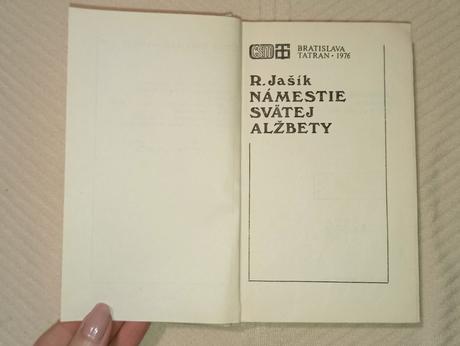 BRATISLAVA
TATRAN · 1976
R. Jašík
NÁMESTIE
SVÄTEJ
ALŽBETY